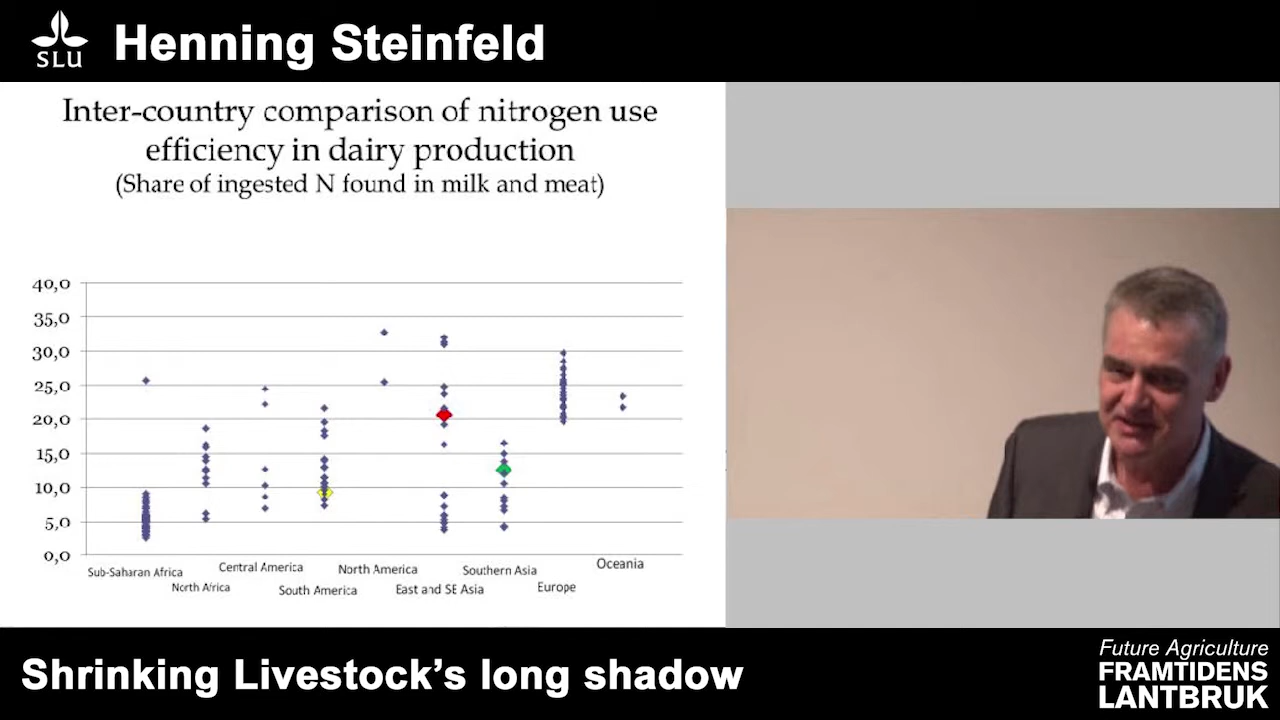 SLU
Henning Steinfeld
Inter-country comparison of nitrogen use
efficiency in dairy production
(Share of ingested N found in milk and meat)
40,0
35,0
30,0
25,0
20,0
15,0
10,0
5,0
0,0
Sub-Saharan Africa
North Africa
Central America
South America
North America
East and SE Asia
Southern Asia
Europe
Oceania
Shrinking Livestock's long shadow
Future Agriculture
FRAMTIDENS
LANTBRUK